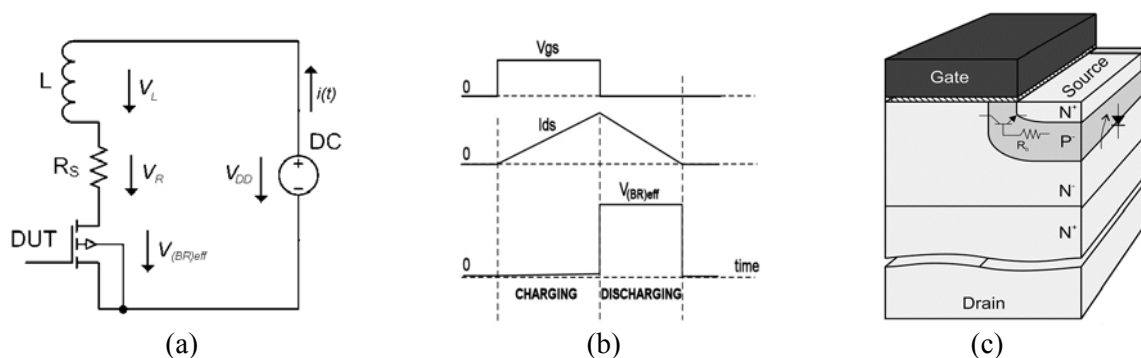 L
V_L
i(t)
DC
R_S
V_R
V_DD
DUT
V_(BR)eff
(a)
Vgs
0
Ids
0
V_(BR)eff
0
time
CHARGING
DISCHARGING
(b)
Gate
Source
N⁺
P⁻
N⁻
N⁺
Drain
(c)